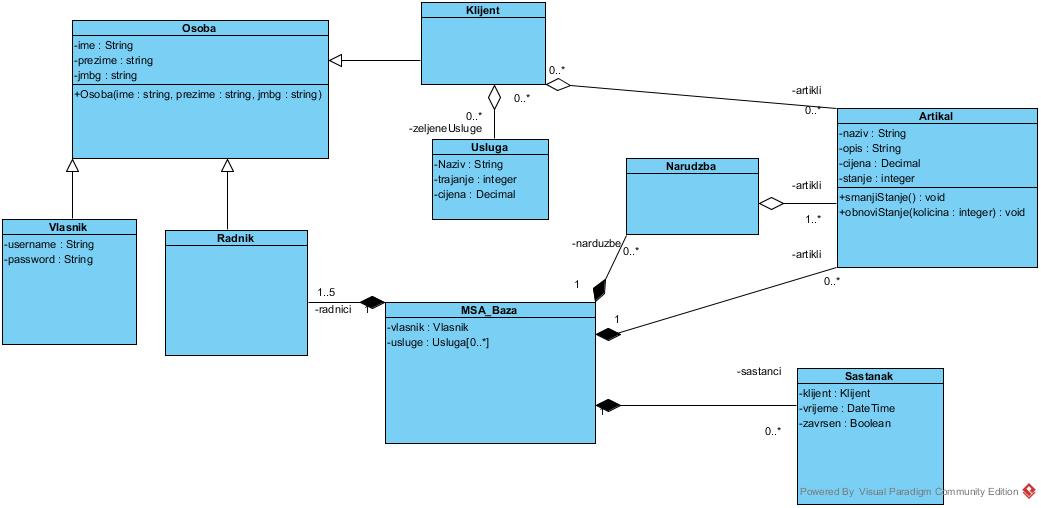 Osoba
-ime : String
-prezime : string
-jmbg : string
+Osoba(ime : string, prezime : string, jmbg : string)
Klijent
0..*
0..*
0..*
-zeljeneUsluge
-artikli
0..*
Usluga
-Naziv : String
-trajanje : integer
-cijena : Decimal
Artikal
-naziv : String
-opis : String
-cijena : Decimal
-stanje : integer
+smanjiStanje() : void
+obnoviStanje(kolicina : integer) : void
Narudzba
-artikli
1..*
Vlasnik
-username : String
-password : String
Radnik
-narduzbe
0..*
1
-artikli
0..*
1
1..5
-radnici
1
MSA_Baza
-vlasnik : Vlasnik
-usluge : Usluga[0..*]
-sastanci
1
0..*
Sastanak
-klijent : Klijent
-vrijeme : DateTime
-zavrsen : Boolean
Powered By Visual Paradigm Community Edition